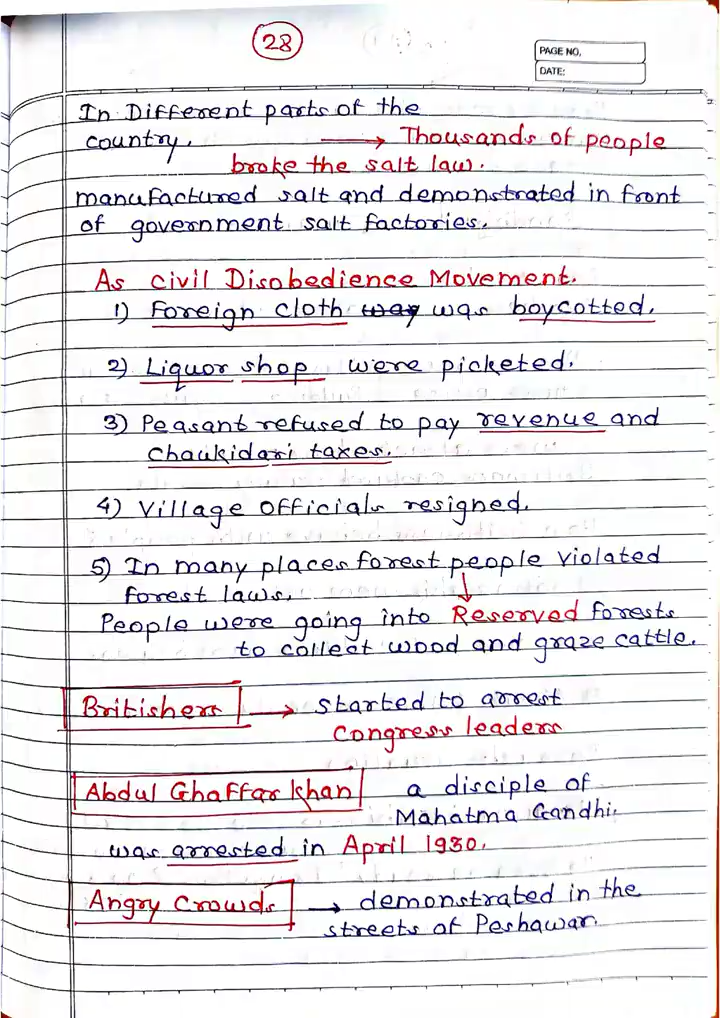 28
PAGE NO.
DATE:
In Different parts of the
country. → Thousands of people
broke the salt law.
manufactured salt and demonstrated in front
of government salt factories.
As civil Disobedience Movement.
1) Foreign cloth way was boycotted.
2) Liquor shop were picketed.
3) Peasant refused to pay revenue and
Chaukidari taxes.
4) Village officials resigned.
5) In many places forest people violated
forest laws.
People were going into Reserved forests
to collect wood and graze cattle.
Britishers → started to arrest
Congress leaders
Abdul Ghaffar khan a disciple of
Mahatma Gandhi.
was arrested in April 1930.
Angry Crowds → demonstrated in the
streets of Peshawar.